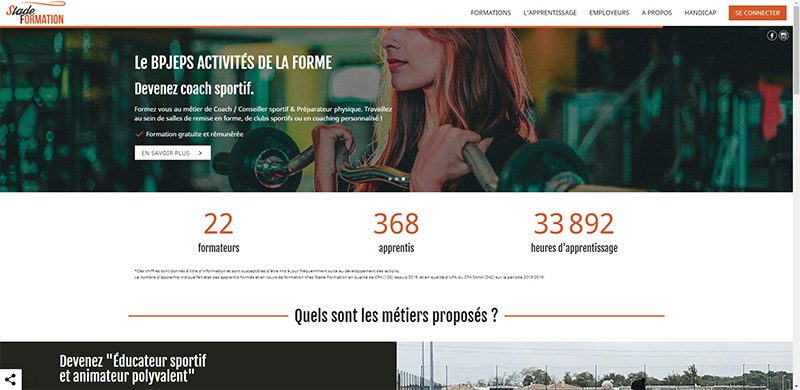 Stade
FORMATION
FORMATIONS
L'APPRENTISSAGE
EMPLOYEURS
A PROPOS
HANDICAP
SE CONNECTER
Le BPJEPS ACTIVITÉS DE LA FORME
Devenez coach sportif.
Formez vous au métier de Coach / Conseiller sportif & Préparateur physique. Travaillez
au sein de salles de remise en forme, de clubs sportifs ou en coaching personnalisé !
Formation gratuite et rémunérée
EN SAVOIR PLUS >
22
formateurs
368
apprentis
33 892
heures d'apprentissage
*Ces chiffres sont donnés à titre d'information et sont susceptibles d'être mis à jour fréquemment suite au développement des actions.
Le nombre d'apprentis indiqué fait état des apprentis formés et en cours de formation chez Stade Formation en qualité de CFA (126) depuis 2019, et en qualité d'UFA du CFA SANA (242) sur la période 2013-2019.
Quels sont les métiers proposés ?
Devenez "Éducateur sportif
et animateur polyvalent"